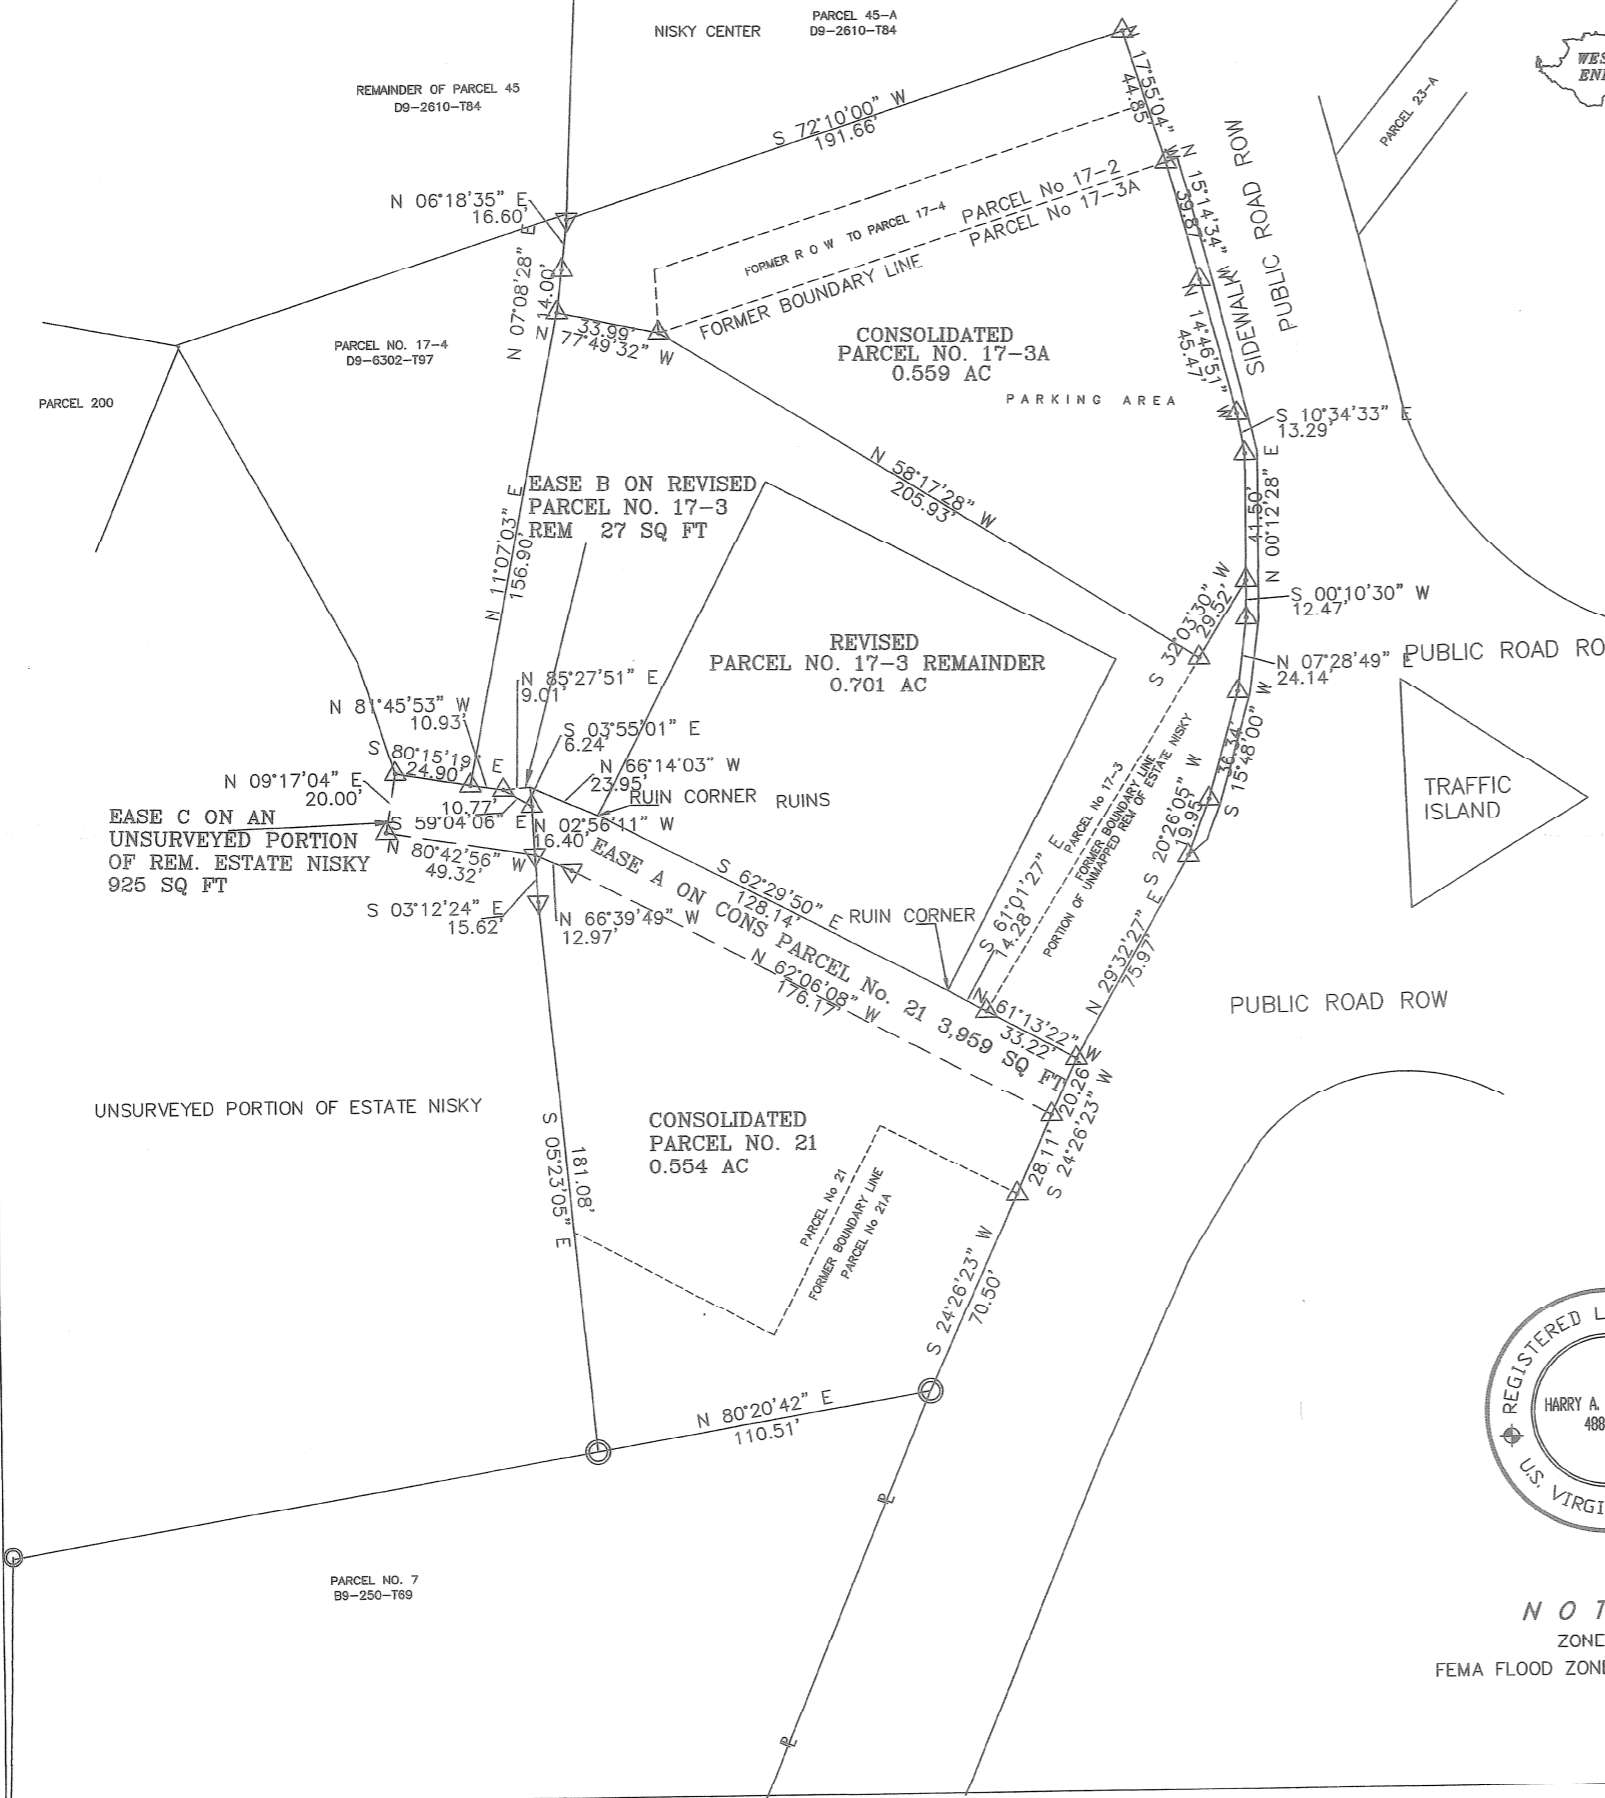 PARCEL 45-A
D9-2610-T84
NISKY CENTER
REMAINDER OF PARCEL 45
D9-2610-T84
S 72°10'00" W
191.66'
N 17°55'04" W
44.85'
PARCEL 23-A
N 06°18'35" E
16.60'
N 07°08'28" E
14.00'
33.99'
N 77°49'32" W
FORMER R O W TO PARCEL 17-4
PARCEL No 17-2
PARCEL No 17-3A
FORMER BOUNDARY LINE
N 15°14'34" W
39.87'
SIDEWALK
PUBLIC ROAD ROW
PUBLIC ROAD ROW
N 14°46'51" W
45.47'
PARCEL NO. 17-4
D9-6302-T97
PARCEL 200
CONSOLIDATED
PARCEL NO. 17-3A
0.559 AC
PARKING AREA
S 10°34'33" E
13.29'
41.50'
N 00°12'28" E
N 58°17'28" W
205.93'
EASE B ON REVISED
PARCEL NO. 17-3
REM 27 SQ FT
N 11°07'03" E
156.90'
S 00°10'30" W
12.47'
S 32°03'30" W
29.52'
REVISED
PARCEL NO. 17-3 REMAINDER
0.701 AC
N 07°28'49" E
24.14'
PUBLIC ROAD RO
TRAFFIC
ISLAND
36.34'
S 15°48'00" W
S 20°26'05" W
19.95'
N 85°27'51" E
9.01'
N 81°45'53" W
10.93'
S 03°55'01" E
6.24'
S 80°15'19" E
24.90'
N 66°14'03" W
23.95'
N 09°17'04" E
20.00'
RUIN CORNER
RUINS
10.77'
S 59°04'06" E
N 02°56'11" W
16.40'
EASE C ON AN
UNSURVEYED PORTION
OF REM. ESTATE NISKY
925 SQ FT
N 80°42'56" W
49.32'
S 03°12'24" E
15.62'
N 66°39'49" W
12.97'
S 62°29'50" E
128.14'
EASE A ON CONS PARCEL No. 21 3,959 SQ FT
N 62°06'08" W
176.17'
RUIN CORNER
S 61°01'27" E
14.28'
PARCEL No 17-3
FORMER BOUNDARY LINE
PORTION OF UNMAPPED REM OF ESTATE NISKY
N 29°32'27" E
75.97'
N 61°13'22" W
33.22'
20.26'
S 24°26'23" W
28.11'
PUBLIC ROAD ROW
UNSURVEYED PORTION OF ESTATE NISKY
S 05°23'05" E
181.08'
CONSOLIDATED
PARCEL NO. 21
0.554 AC
PARCEL No 21
FORMER BOUNDARY LINE
PARCEL No 21A
S 24°26'23" W
70.50'
N 80°20'42" E
110.51'
PL
PL
PARCEL NO. 7
B9-250-T69
WES
EN
REGISTERED L
HARRY A.
488
U.S. VIRGI
N O T
ZONE
FEMA FLOOD ZONE